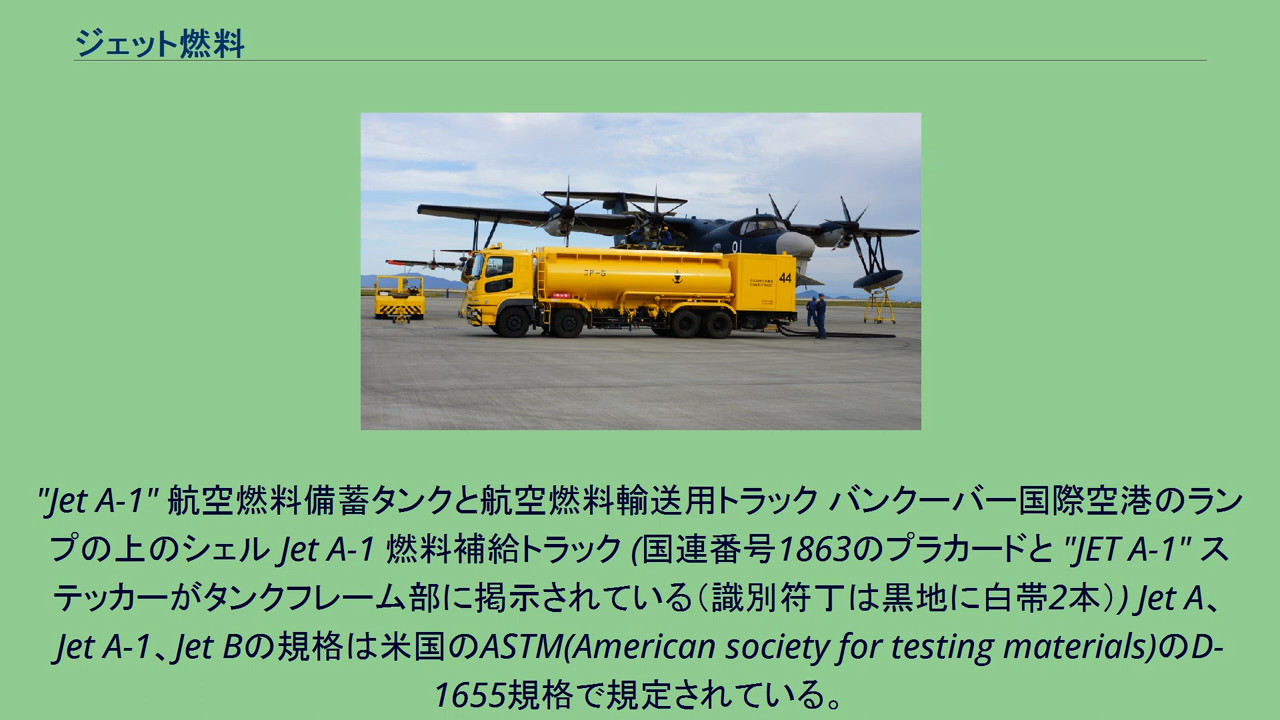 ジェット燃料
01
JP-5
44
"Jet A-1" 航空燃料備蓄タンクと航空燃料輸送用トラック バンクーバー国際空港のラン
プの上のシェル Jet A-1 燃料補給トラック (国連番号1863のプラカードと "JET A-1" ス
テッカーがタンクフレーム部に掲示されている（識別符丁は黒地に白帯2本）) Jet A、
Jet A-1、Jet Bの規格は米国のASTM(American society for testing materials)のD-
1655規格で規定されている。